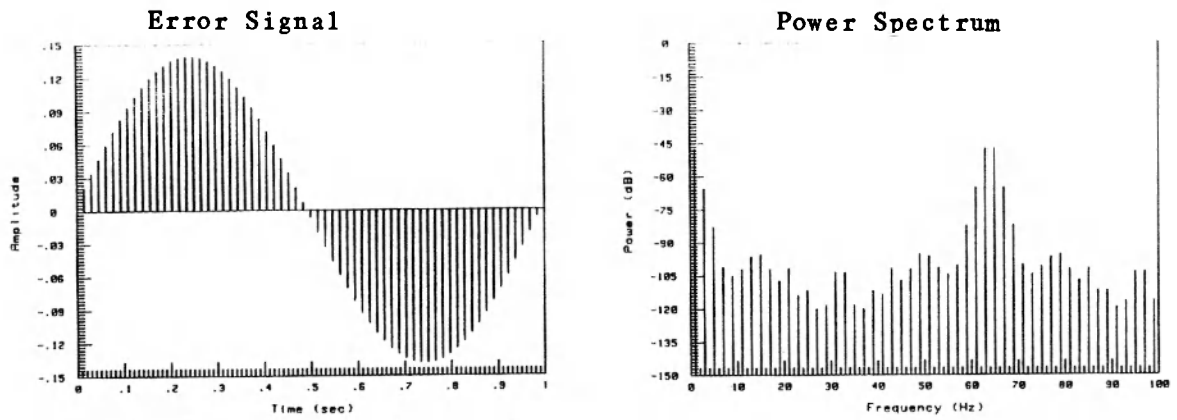 Error Signal
.15
.12
.09
.06
.03
0
-.03
-.06
-.09
-.12
-.15
Amplitude
0 .1 .2 .3 .4 .5 .6 .7 .8 .9 1
Time (sec)
Power Spectrum
0
-15
-30
-45
-60
-75
-90
-105
-120
-135
-150
Power (dB)
0 10 20 30 40 50 60 70 80 90 100
Frequency (Hz)